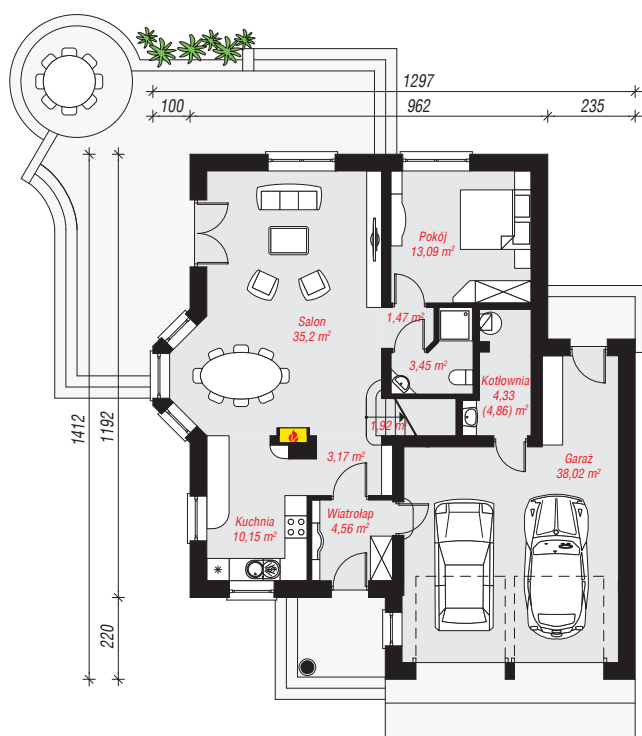 1297
100
962
235
Pokój
13,09 m²
Salon
35,2 m²
1,47 m²
3,45 m²
Kotłownia
4,33
(4,86) m²
1412
1192
1,92 m²
3,17 m²
Garaż
38,02 m²
Kuchnia
10,15 m²
Wiatrołap
4,56 m²
220